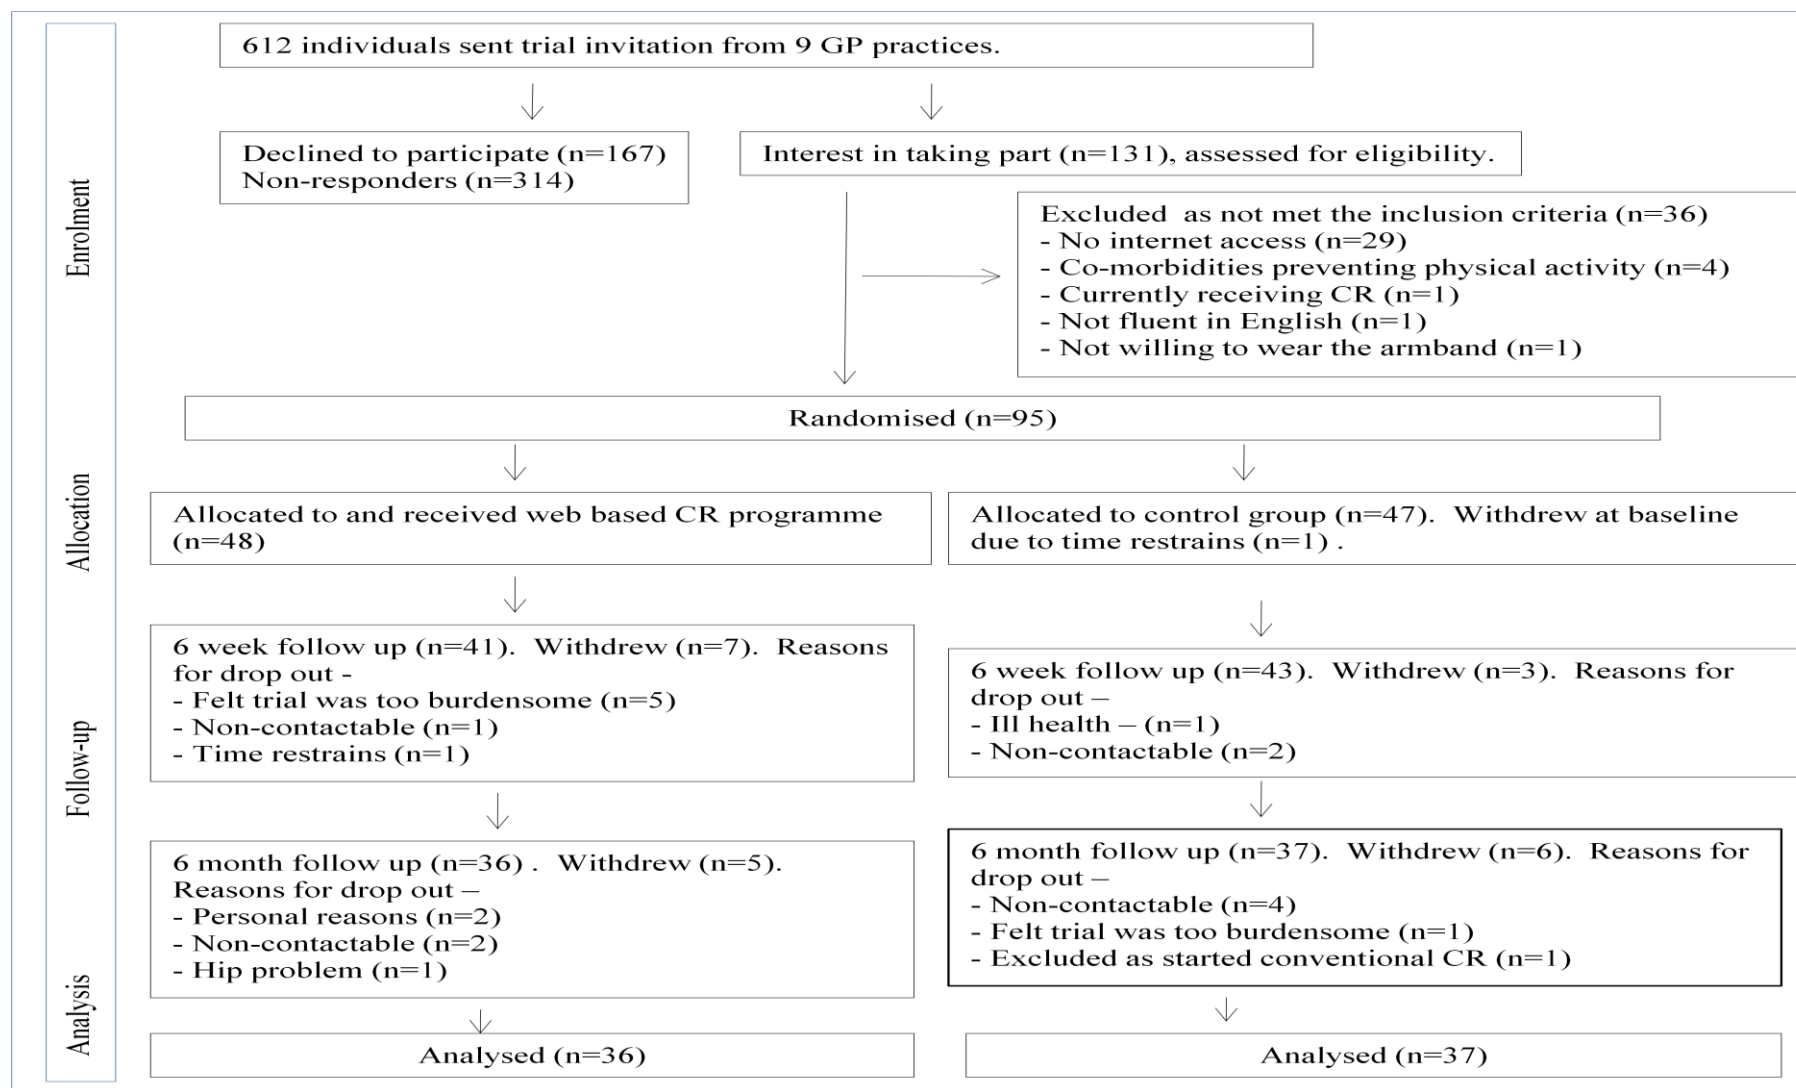 612 individuals sent trial invitation from 9 GP practices.
Declined to participate (n=167)
Non-responders (n=314)
Interest in taking part (n=131), assessed for eligibility.
Enrolment
Excluded  as not met the inclusion criteria (n=36)
- No internet access (n=29)
- Co-morbidities preventing physical activity (n=4)
- Currently receiving CR (n=1)
- Not fluent in English (n=1)
- Not willing to wear the armband (n=1)
Randomised (n=95)
Allocation
Allocated to and received web based CR programme
(n=48)
Allocated to control group (n=47).  Withdrew at baseline
due to time restrains (n=1) .
Follow-up
6 week follow up (n=41).  Withdrew (n=7).  Reasons
for drop out -
- Felt trial was too burdensome (n=5)
- Non-contactable (n=1)
- Time restrains (n=1)
6 week follow up (n=43).  Withdrew (n=3).  Reasons for
drop out –
- Ill health – (n=1)
- Non-contactable (n=2)
6 month follow up (n=36) .  Withdrew (n=5).
Reasons for drop out –
- Personal reasons (n=2)
- Non-contactable (n=2)
- Hip problem (n=1)
6 month follow up (n=37).  Withdrew (n=6).  Reasons for
drop out –
- Non-contactable (n=4)
- Felt trial was too burdensome (n=1)
- Excluded as started conventional CR (n=1)
Analysis
Analysed (n=36)
Analysed (n=37)